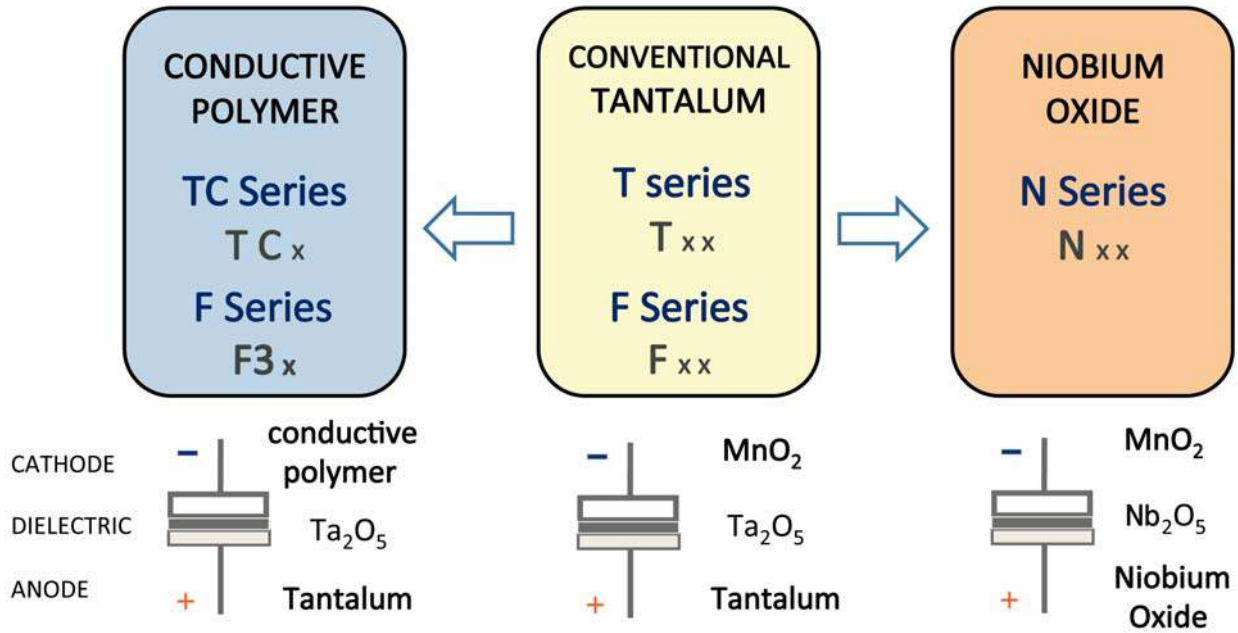 CONDUCTIVE
POLYMER
TC Series
T C x
F Series
F3 x
CONVENTIONAL
TANTALUM
T series
T x x
F Series
F x x
NIOBIUM
OXIDE
N Series
N x x
CATHODE
DIELECTRIC
ANODE
−
conductive
polymer
Ta₂O₅
+
Tantalum
−
MnO₂
Ta₂O₅
+
Tantalum
−
MnO₂
Nb₂O₅
+
Niobium
Oxide